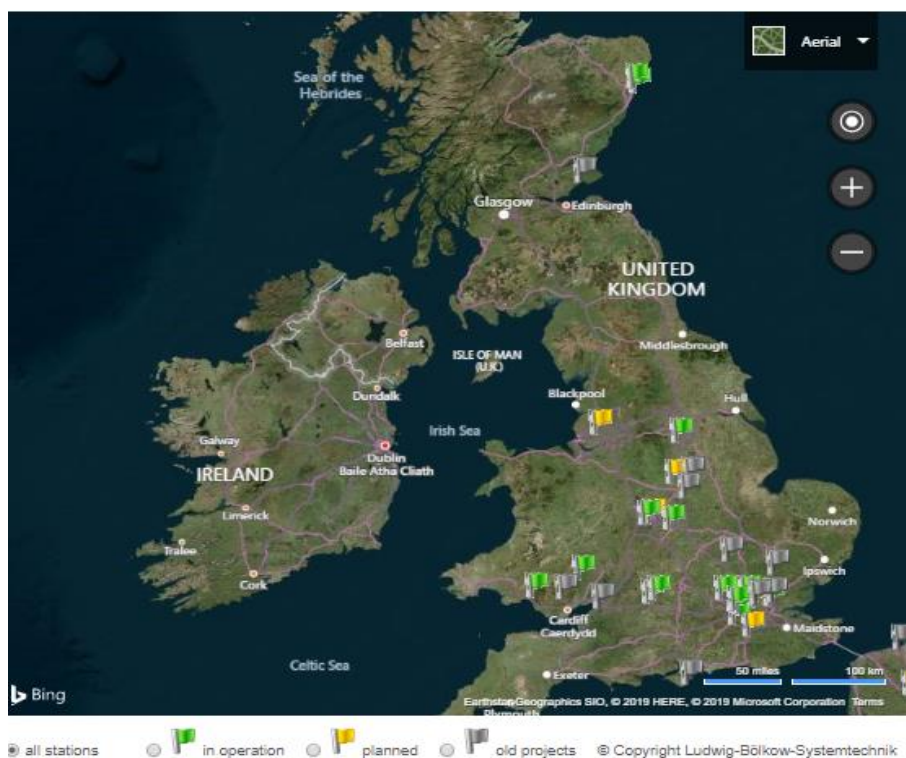 Aerial
Sea of the
Hebrides
Glasgow
Edinburgh
UNITED
KINGDOM
Belfast
ISLE OF MAN
(U.K.)
Middlesbrough
Dundalk
Blackpool
Hull
Galway
Irish Sea
Dublin
Baile Atha Cliath
IRELAND
Limerick
Norwich
Tralee
Cork
Ipswich
Cardiff
Caerdydd
Maidstone
Celtic Sea
Exeter
50 miles
100 km
Bing
Earthstar Geographics SIO, © 2019 HERE, © 2019 Microsoft Corporation Terms
Plymouth
all stations in operation planned old projects © Copyright Ludwig-Bölkow-Systemtechnik